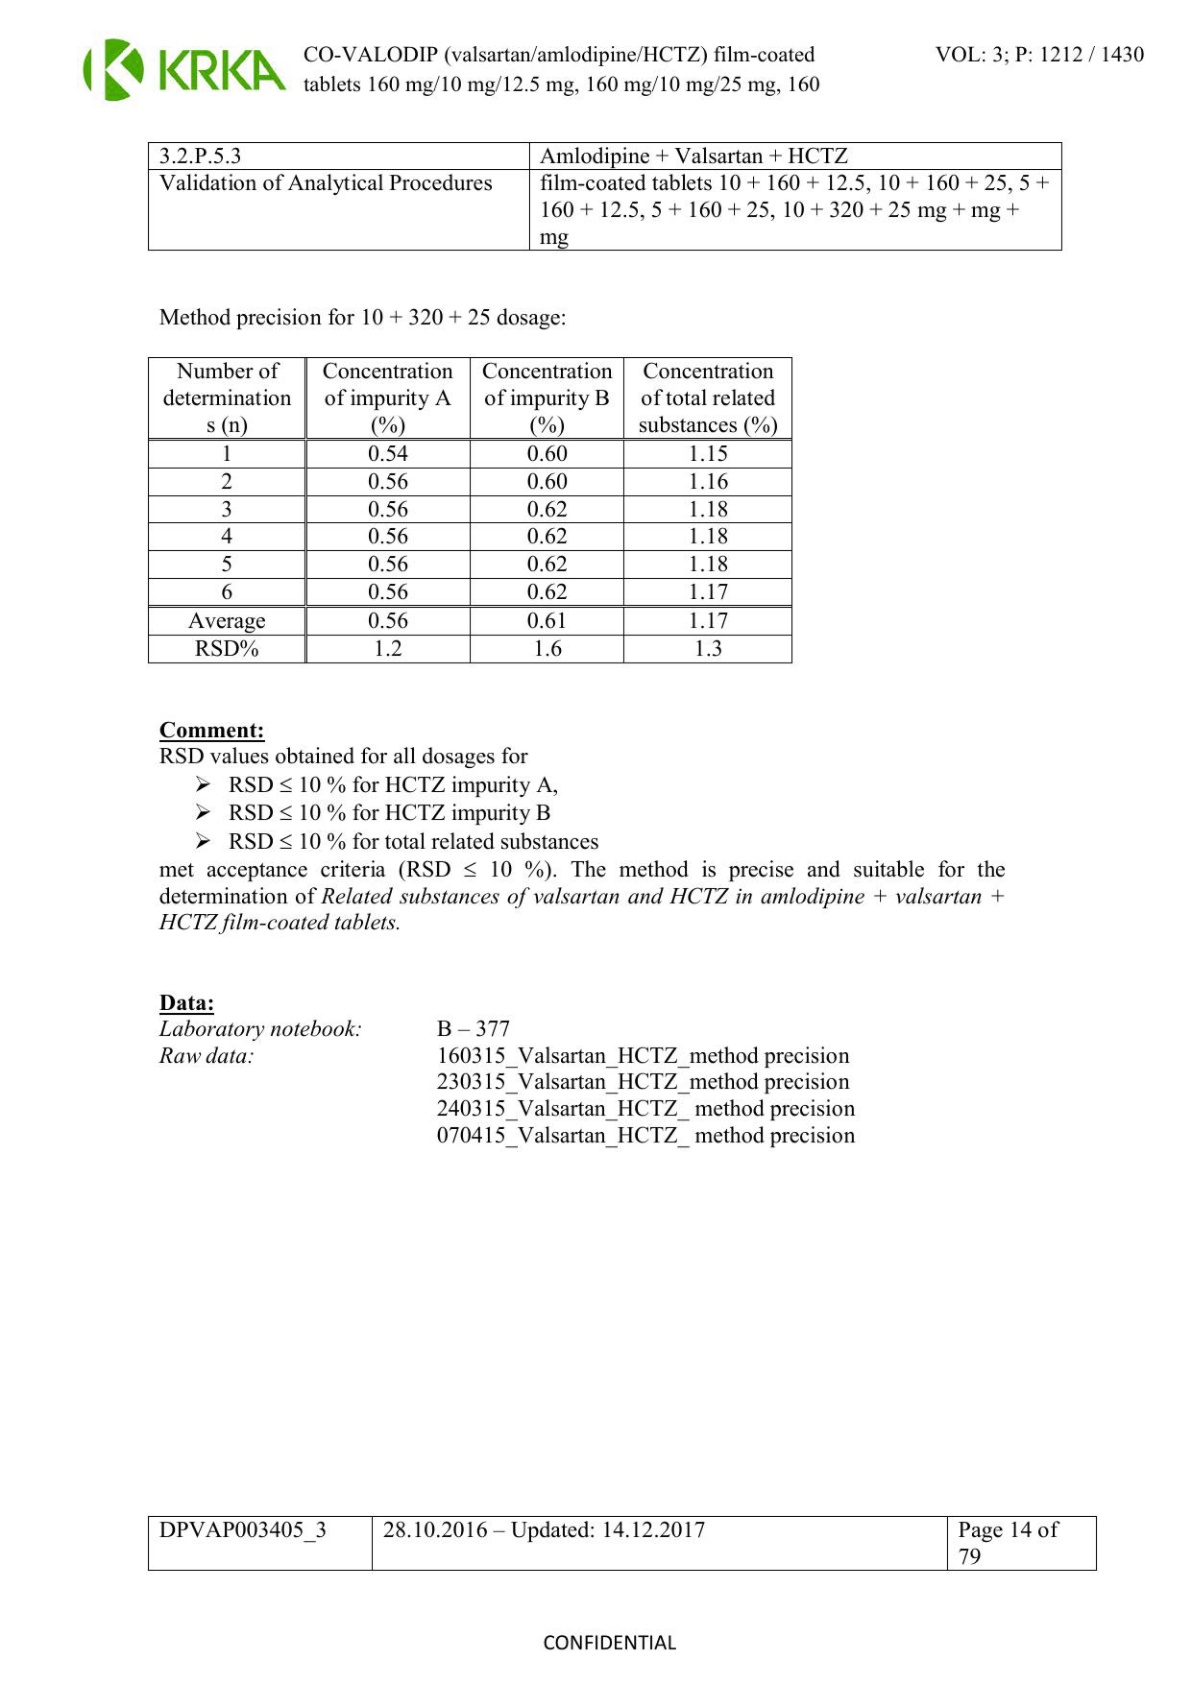 KRKA
CO-VALODIP (valsartan/amlodipine/HCTZ) film-coated
tablets 160 mg/10 mg/12.5 mg, 160 mg/10 mg/25 mg, 160
VOL: 3; P: 1212 / 1430
3.2.P.5.3
Validation of Analytical Procedures
Amlodipine + Valsartan + HCTZ
film-coated tablets 10 + 160 + 12.5, 10 + 160 + 25, 5 +
160 + 12.5, 5 + 160 + 25, 10 + 320 + 25 mg + mg +
mg
Method precision for 10 + 320 + 25 dosage:
Number of Concentration Concentration Concentration
determination of impurity A of impurity B of total related
s (n) (%) (%) substances (%)
1 0.54 0.60 1.15
2 0.56 0.60 1.16
3 0.56 0.62 1.18
4 0.56 0.62 1.18
5 0.56 0.62 1.18
6 0.56 0.62 1.17
Average 0.56 0.61 1.17
RSD% 1.2 1.6 1.3
Comment:
RSD values obtained for all dosages for
➢ RSD ≤ 10 % for HCTZ impurity A,
➢ RSD ≤ 10 % for HCTZ impurity B
➢ RSD ≤ 10 % for total related substances
met acceptance criteria (RSD ≤ 10 %). The method is precise and suitable for the
determination of Related substances of valsartan and HCTZ in amlodipine + valsartan +
HCTZ film-coated tablets.
Data:
Laboratory notebook: B – 377
Raw data: 160315_Valsartan_HCTZ_method precision
230315_Valsartan_HCTZ_method precision
240315_Valsartan_HCTZ_ method precision
070415_Valsartan_HCTZ_ method precision
DPVAP003405_3 28.10.2016 – Updated: 14.12.2017 Page 14 of
79
CONFIDENTIAL